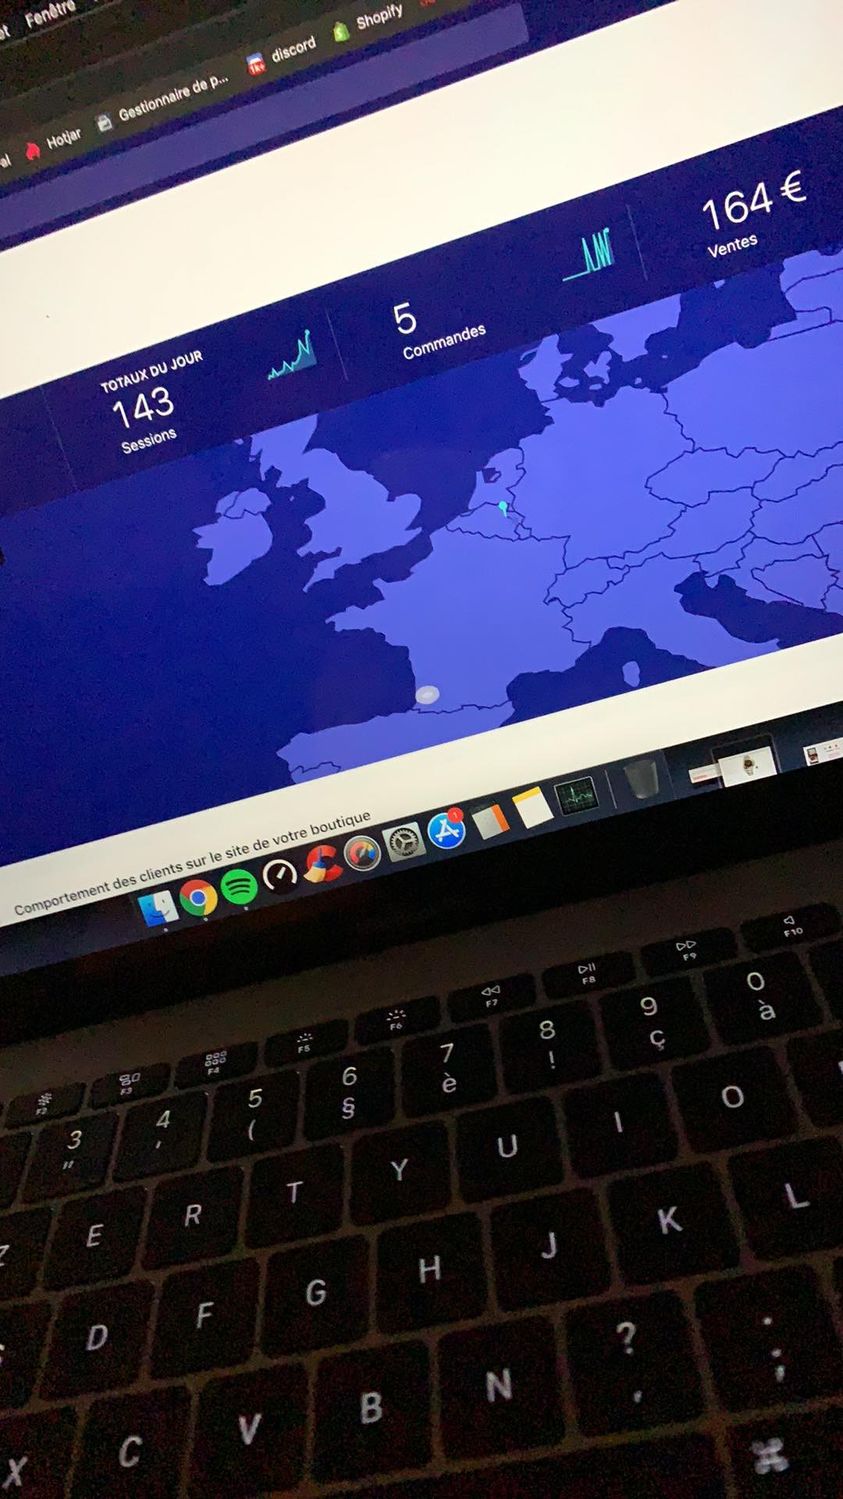 Fenêtre
Hotjar
Gestionnaire de p...
discord
Shopify
TOTAUX DU JOUR
143
Sessions
5
Commandes
164 €
Ventes
Comportement des clients sur le site de votre boutique
F3
F4
F5
F6
F7
F8
F9
F10
3 "
4 '
5 (
6 §
7 è
8 !
9 ç
0 à
E R T Y U I O
D F G H J K L
X C V B N ? , . ;
⌘